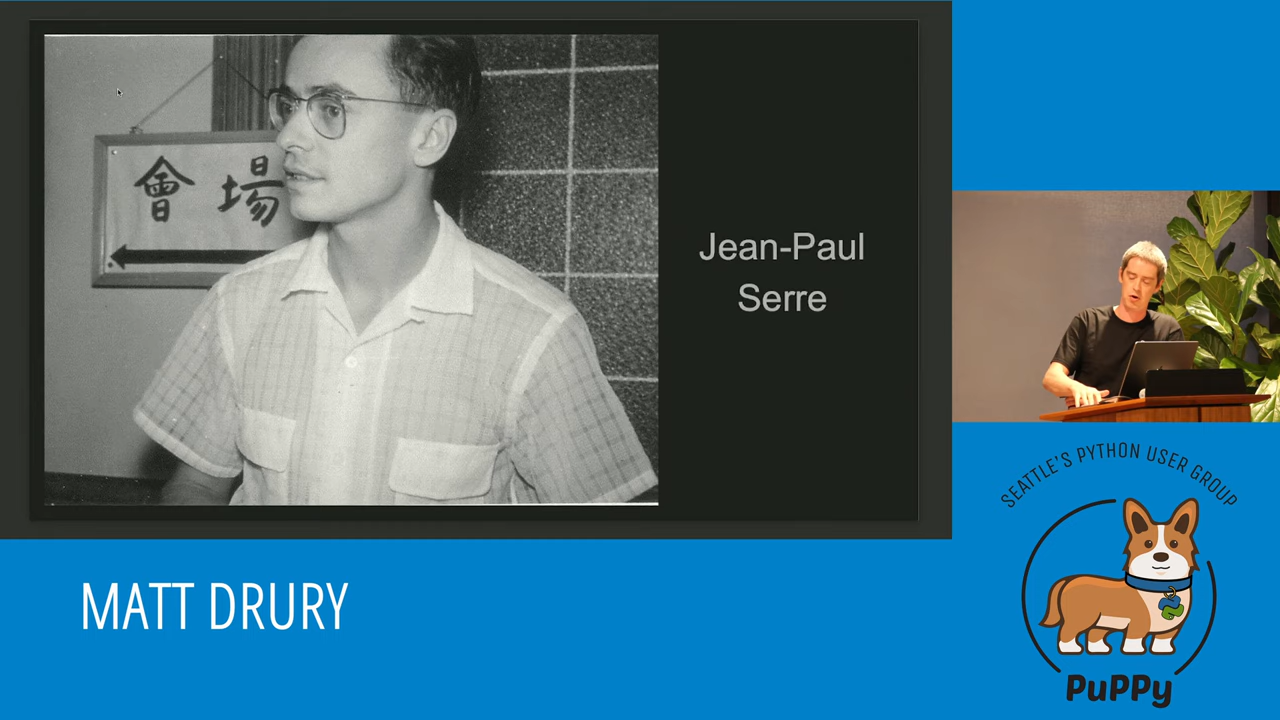 會場
Jean-Paul
Serre
SEATTLE'S PYTHON USER GROUP
MATT DRURY
PuPPy